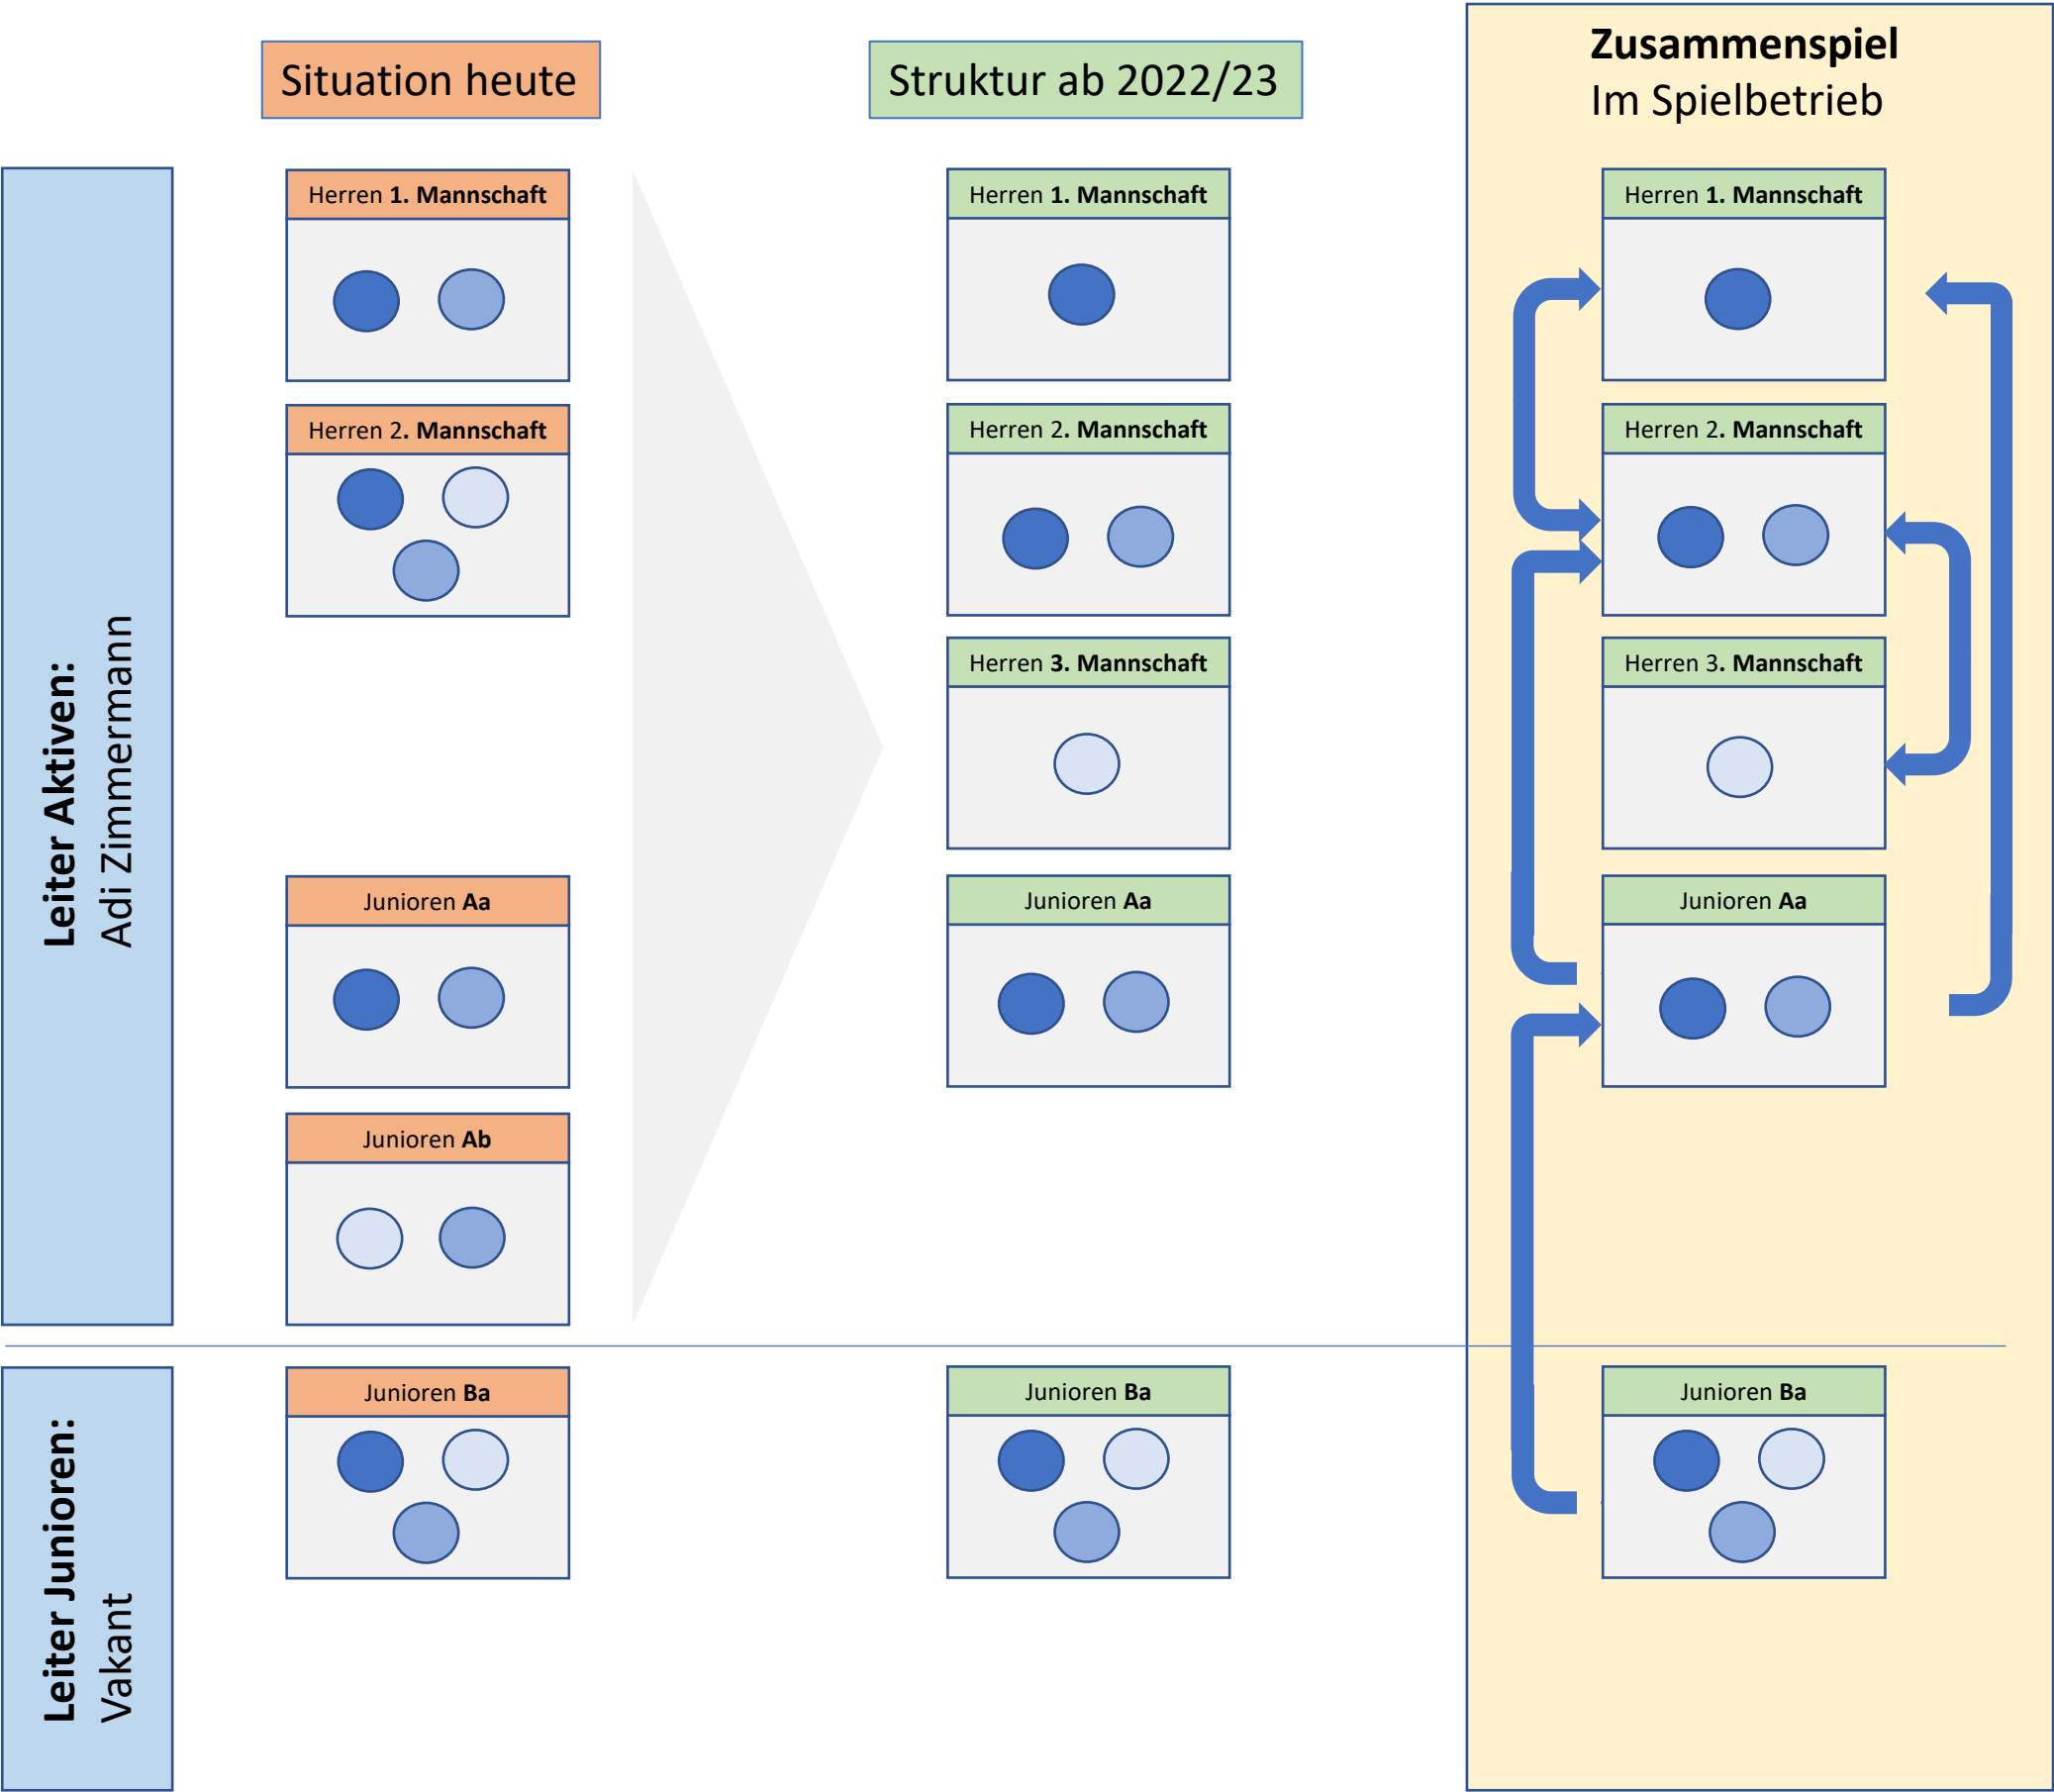 Situation heute
Struktur ab 2022/23
Zusammenspiel
Im Spielbetrieb
Leiter Aktiven:
Adi Zimmermann
Herren 1. Mannschaft
Herren 1. Mannschaft
Herren 1. Mannschaft
Herren 2. Mannschaft
Herren 2. Mannschaft
Herren 2. Mannschaft
Herren 3. Mannschaft
Herren 3. Mannschaft
Junioren Aa
Junioren Aa
Junioren Aa
Junioren Ab
Leiter Junioren:
Vakant
Junioren Ba
Junioren Ba
Junioren Ba